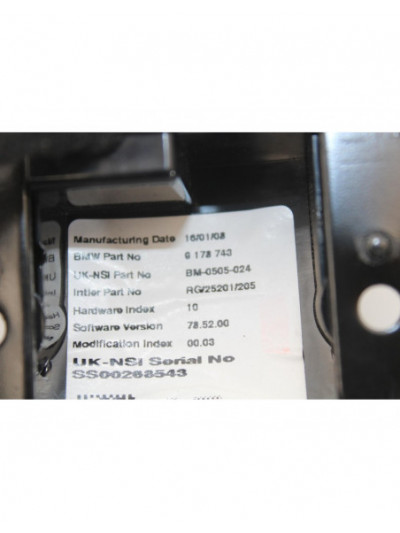 Manufacturing Date 16/01/08
BMW Part No 9 178 743
UK-NSI Part No BM-0505-024
Intier Part No RG/25201/205
Hardware Index 10
Software Version 78.52.00
Modification Index 00.03
UK-NSI Serial No
SS00268543